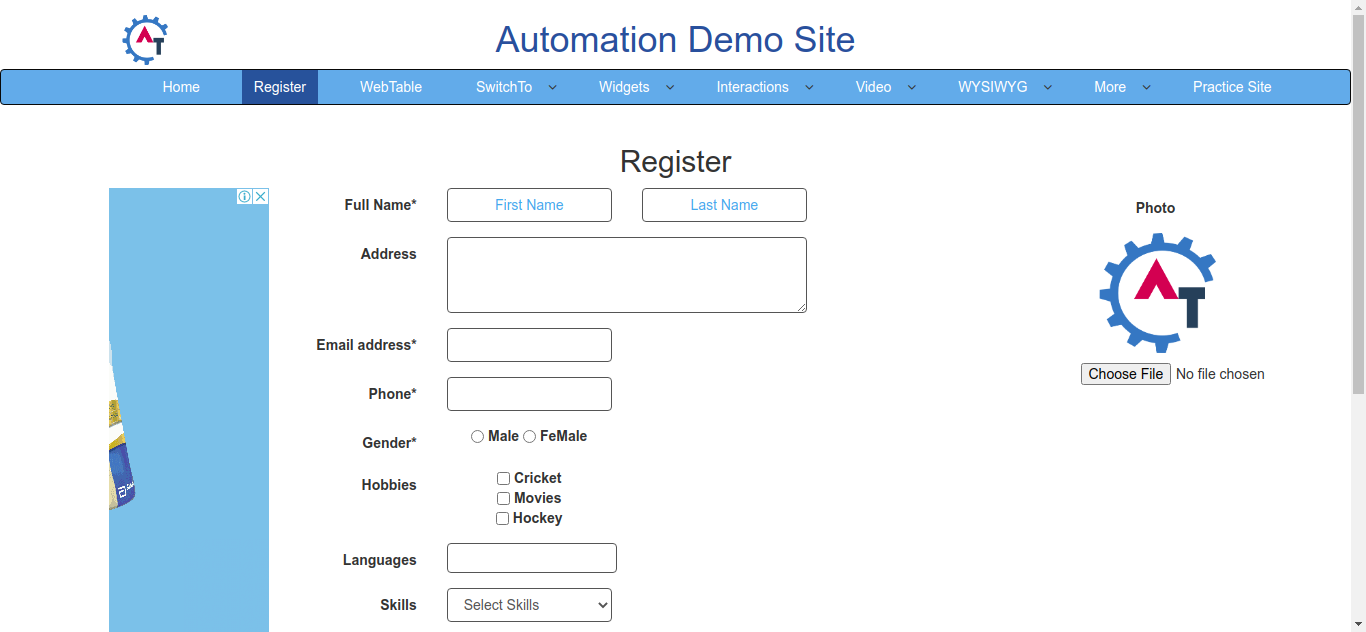 AT
Automation Demo Site
Home Register WebTable SwitchTo Widgets Interactions Video WYSIWYG More Practice Site
Register
Full Name* First Name Last Name
Photo
Address
AT
Email address*
Choose File No file chosen
Phone*
Gender* Male FeMale
Hobbies Cricket
Movies
Hockey
Languages
Skills Select Skills